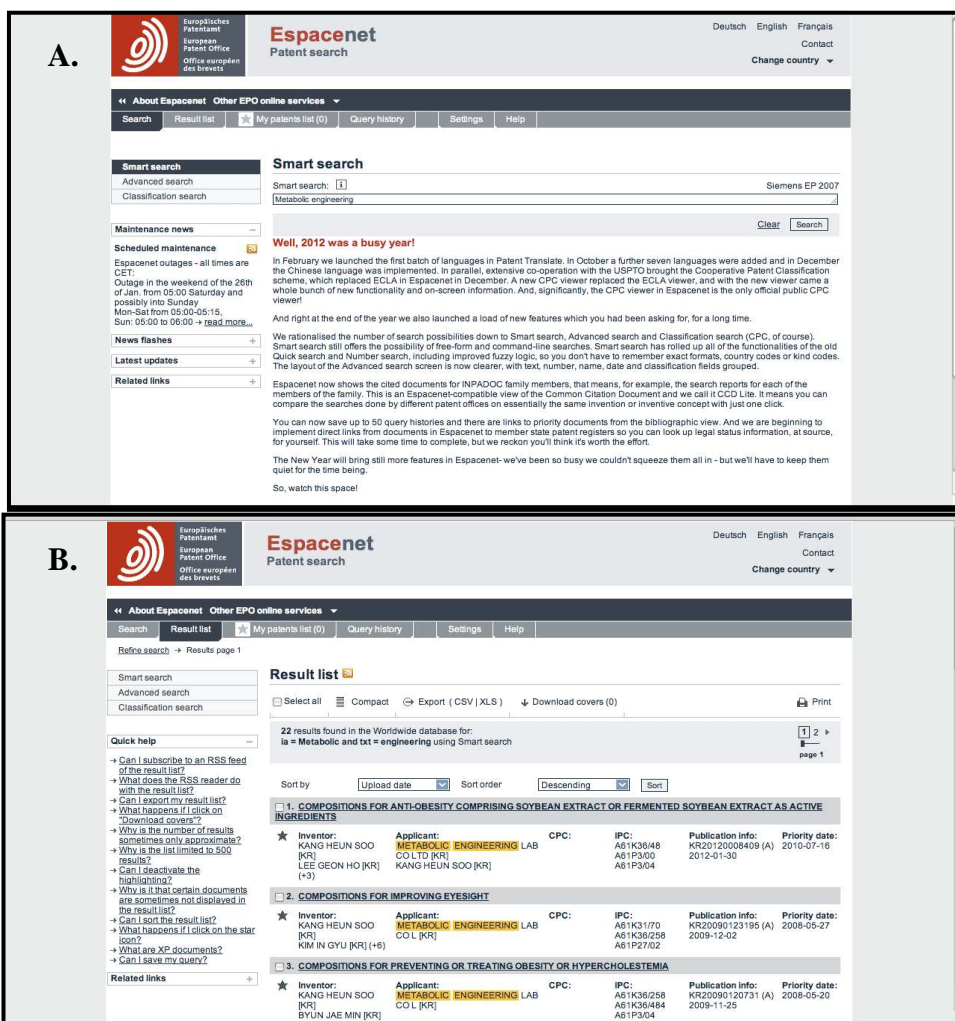 A.
Europäisches
Patentamt
European
Patent Office
Office européen
des brevets
Espacenet
Patent search
Deutsch English Français
Contact
Change country
About Espacenet Other EPO online services
Search Result list My patents list (0) Query history Settings Help
Smart search
Advanced search
Classification search
Maintenance news
Scheduled maintenance
Espacenet outages - all times are
CET:
Outage in the weekend of the 26th
of Jan. from 05:00 Saturday and
possibly into Sunday
Mon-Sat from 05:00-05:15,
Sun: 05:00 to 06:00 → read more...
News flashes
Latest updates
Related links
Smart search
Smart search: i Siemens EP 2007
Metabolic engineering
Clear Search
Well, 2012 was a busy year!
In February we launched the first batch of languages in Patent Translate. In October a further seven languages were added and in December
the Chinese language was implemented. In parallel, extensive co-operation with the USPTO brought the Cooperative Patent Classification
scheme, which replaced ECLA in Espacenet in December. A new CPC viewer replaced the ECLA viewer, and with the new viewer came a
whole bunch of new functionality and on-screen information. And, significantly, the CPC viewer in Espacenet is the only official public CPC
viewer!
And right at the end of the year we also launched a load of new features which you had been asking for, for a long time.
We rationalised the number of search possibilities down to Smart search, Advanced search and Classification search (CPC, of course).
Smart search still offers the possibility of free-form and command-line searches. Smart search has rolled up all of the functionalities of the old
Quick search and Number search, including improved fuzzy logic, so you don't have to remember exact formats, country codes or kind codes.
The layout of the Advanced search screen is now clearer, with text, number, name, date and classification fields grouped.
Espacenet now shows the cited documents for INPADOC family members, that means, for example, the search reports for each of the
members of the family. This is an Espacenet-compatible view of the Common Citation Document and we call it CCD Lite. It means you can
compare the searches done by different patent offices on essentially the same invention or inventive concept with just one click.
You can now save up to 50 query histories and there are links to priority documents from the bibliographic view. And we are beginning to
implement direct links from documents in Espacenet to member state patent registers so you can look up legal status information, at source,
for yourself. This will take some time to complete, but we reckon you'll think it's worth the effort.
The New Year will bring still more features in Espacenet- we've been so busy we couldn't squeeze them all in - but we'll have to keep them
quiet for the time being.
So, watch this space!
B.
Europäisches
Patentamt
European
Patent Office
Office européen
des brevets
Espacenet
Patent search
Deutsch English Français
Contact
Change country
About Espacenet Other EPO online services
Search Result list My patents list (0) Query history Settings Help
Refine search → Results page 1
Smart search
Advanced search
Classification search
Quick help
→ Can I subscribe to an RSS feed
of the result list?
→ What does the RSS reader do
with the result list?
→ Can I export my result list?
→ What happens if I click on
"Download covers"?
→ Why is the number of results
sometimes only approximate?
→ Why is the list limited to 500
results?
→ Can I deactivate the
highlighting?
→ Why is it that certain documents
are sometimes not displayed in
the result list?
→ Can I sort the result list?
→ What happens if I click on the star
icon?
→ What are XP documents?
→ Can I save my query?
Related links
Result list
Select all Compact Export ( CSV | XLS ) Download covers (0) Print
22 results found in the Worldwide database for:
ia = Metabolic and txt = engineering using Smart search
1 2
page 1
Sort by Upload date Sort order Descending Sort
1. COMPOSITIONS FOR ANTI-OBESITY COMPRISING SOYBEAN EXTRACT OR FERMENTED SOYBEAN EXTRACT AS ACTIVE
INGREDIENTS
Inventor: Applicant: CPC: IPC: Publication info: Priority date:
KANG HEUN SOO METABOLIC ENGINEERING LAB A61K36/48 KR20120008409 (A) 2010-07-16
[KR] CO LTD [KR] A61P3/00 2012-01-30
LEE GEON HO [KR] KANG HEUN SOO [KR] A61P3/04
(+3)
2. COMPOSITIONS FOR IMPROVING EYESIGHT
Inventor: Applicant: CPC: IPC: Publication info: Priority date:
KANG HEUN SOO METABOLIC ENGINEERING LAB A61K31/70 KR20090123195 (A) 2008-05-27
[KR] CO L [KR] A61K36/258 2009-12-02
KIM IN GYU [KR] (+6) A61P27/02
3. COMPOSITIONS FOR PREVENTING OR TREATING OBESITY OR HYPERCHOLESTEMIA
Inventor: Applicant: CPC: IPC: Publication info: Priority date:
KANG HEUN SOO METABOLIC ENGINEERING LAB A61K36/258 KR20090120731 (A) 2008-05-20
[KR] CO L [KR] A61K36/484 2009-11-25
BYUN JAE MIN [KR] A61P3/04